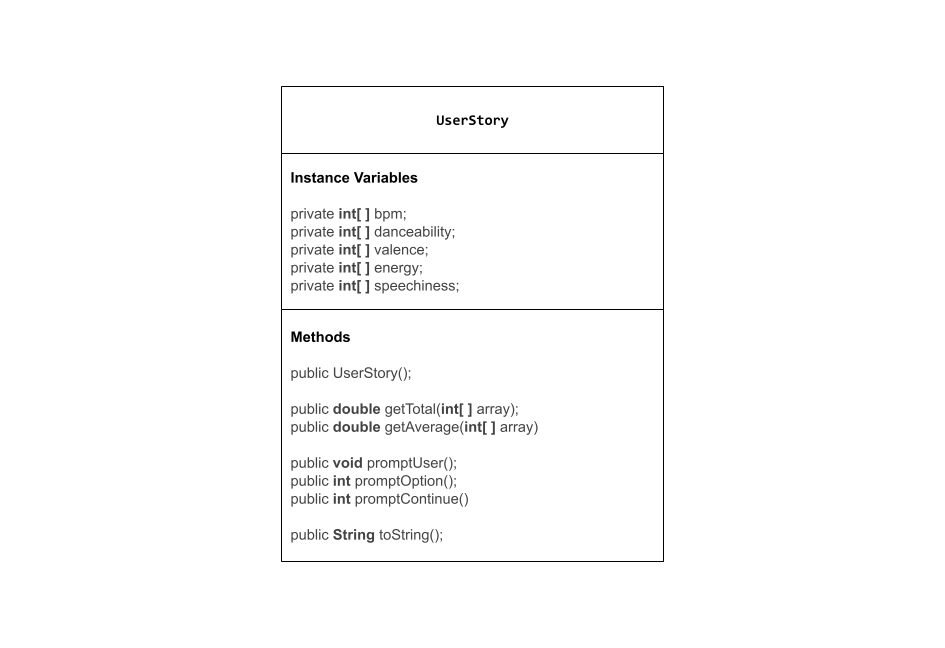 UserStory
Instance Variables
private int[ ] bpm;
private int[ ] danceability;
private int[ ] valence;
private int[ ] energy;
private int[ ] speechiness;
Methods
public UserStory();
public double getTotal(int[ ] array);
public double getAverage(int[ ] array)
public void promptUser();
public int promptOption();
public int promptContinue()
public String toString();